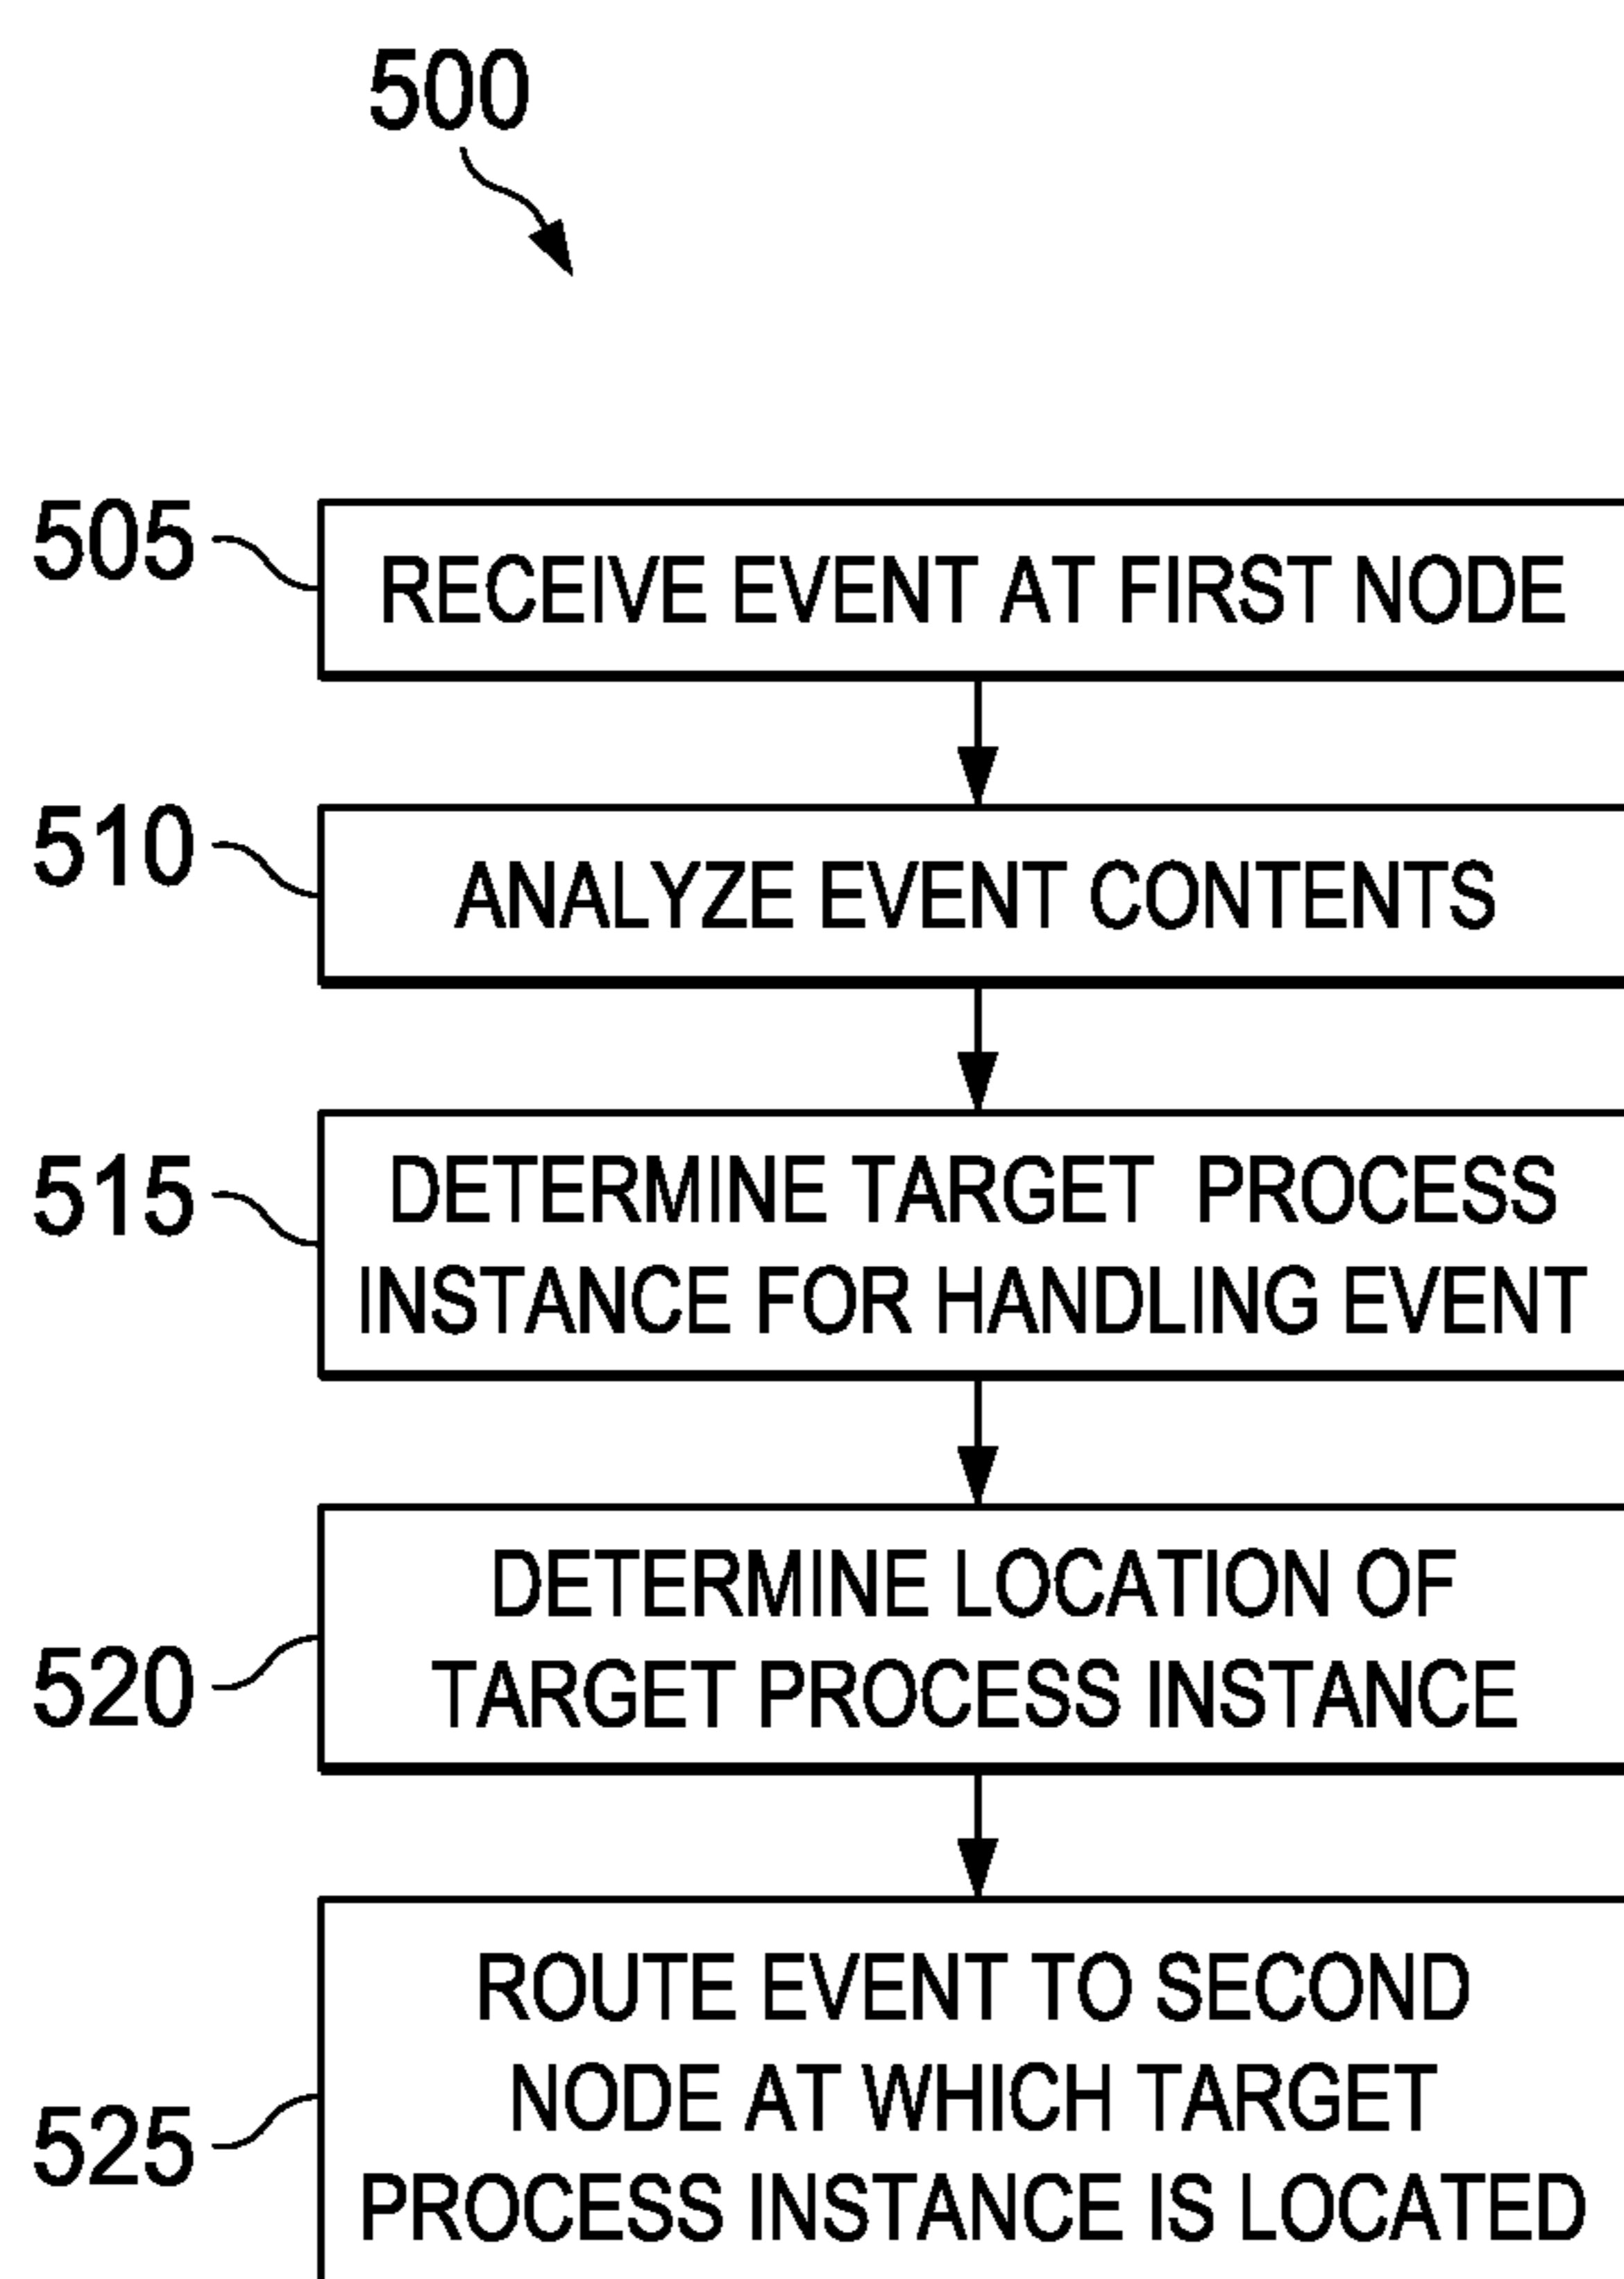 500
505
RECEIVE EVENT AT FIRST NODE
510
ANALYZE EVENT CONTENTS
515
DETERMINE TARGET PROCESS
INSTANCE FOR HANDLING EVENT
520
DETERMINE LOCATION OF
TARGET PROCESS INSTANCE
525
ROUTE EVENT TO SECOND
NODE AT WHICH TARGET
PROCESS INSTANCE IS LOCATED